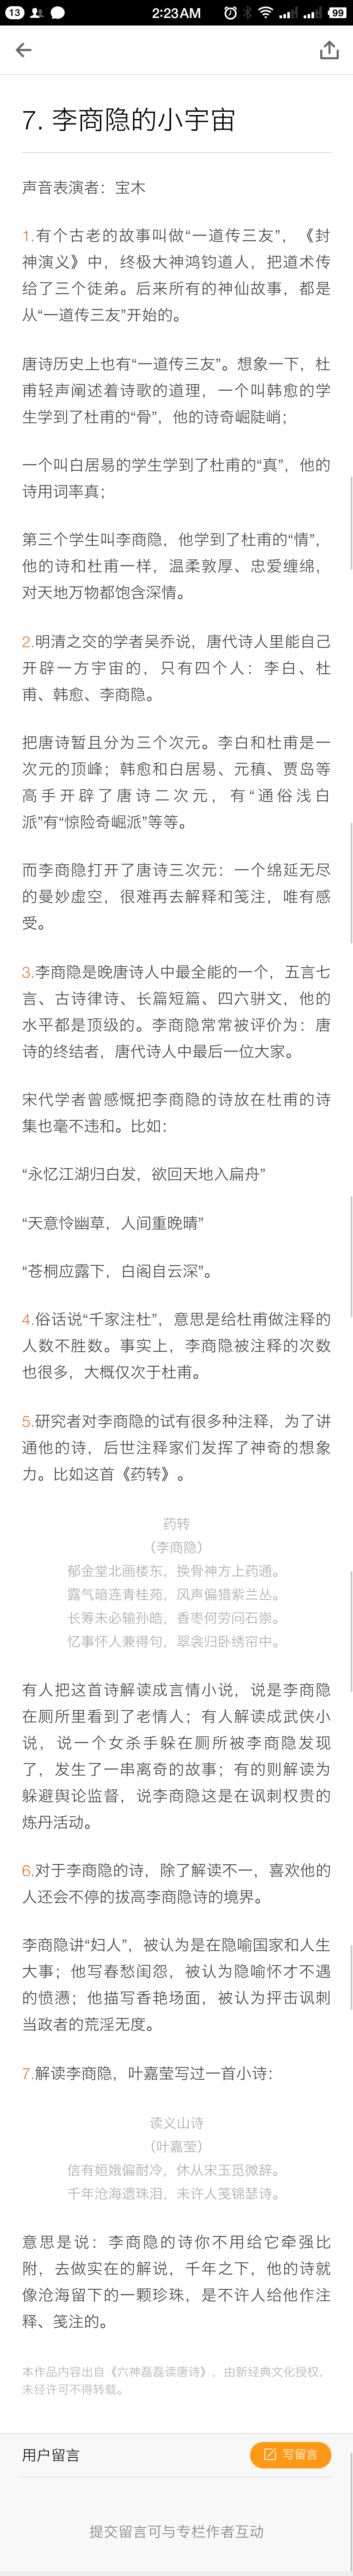 13
2:23AM
99
7. 李商隐的小宇宙
声音表演者：宝木
1.有个古老的故事叫做“一道传三友”，《封
神演义》中，终极大神鸿钧道人，把道术传
给了三个徒弟。后来所有的神仙故事，都是
从“一道传三友”开始的。
唐诗历史上也有“一道传三友”。想象一下，杜
甫轻声阐述着诗歌的道理，一个叫韩愈的学
生学到了杜甫的“骨”，他的诗奇崛陡峭；
一个叫白居易的学生学到了杜甫的“真”，他的
诗用词率真；
第三个学生叫李商隐，他学到了杜甫的“情”，
他的诗和杜甫一样，温柔敦厚、忠爱缠绵，
对天地万物都饱含深情。
2.明清之交的学者吴乔说，唐代诗人里能自己
开辟一方宇宙的，只有四个人：李白、杜
甫、韩愈、李商隐。
把唐诗暂且分为三个次元。李白和杜甫是一
次元的顶峰；韩愈和白居易、元稹、贾岛等
高手开辟了唐诗二次元，有“通俗浅白
派”有“惊险奇崛派”等等。
而李商隐打开了唐诗三次元：一个绵延无尽
的曼妙虚空，很难再去解释和笺注，唯有感
受。
3.李商隐是晚唐诗人中最全能的一个，五言七
言、古诗律诗、长篇短篇、四六骈文，他的
水平都是顶级的。李商隐常常被评价为：唐
诗的终结者，唐代诗人中最后一位大家。
宋代学者曾感慨把李商隐的诗放在杜甫的诗
集也毫不违和。比如：
“永忆江湖归白发，欲回天地入扁舟”
“天意怜幽草，人间重晚晴”
“苍桐应露下，白阁自云深”。
4.俗话说“千家注杜”，意思是给杜甫做注释的
人数不胜数。事实上，李商隐被注释的次数
也很多，大概仅次于杜甫。
5.研究者对李商隐的试有很多种注释，为了讲
通他的诗，后世注释家们发挥了神奇的想象
力。比如这首《药转》。
药转
（李商隐）
郁金堂北画楼东，换骨神方上药通。
露气暗连青桂苑，风声偏猎紫兰丛。
长筹未必输孙皓，香枣何劳问石崇。
忆事怀人兼得句，翠衾归卧绣帘中。
有人把这首诗解读成言情小说，说是李商隐
在厕所里看到了老情人；有人解读成武侠小
说，说一个女杀手躲在厕所被李商隐发现
了，发生了一串离奇的故事；有的则解读为
躲避舆论监督，说李商隐这是在讽刺权贵的
炼丹活动。
6.对于李商隐的诗，除了解读不一，喜欢他的
人还会不停的拔高李商隐诗的境界。
李商隐讲“妇人”，被认为是在隐喻国家和人生
大事；他写春愁闺怨，被认为隐喻怀才不遇
的愤懑；他描写香艳场面，被认为抨击讽刺
当政者的荒淫无度。
7.解读李商隐，叶嘉莹写过一首小诗：
读义山诗
（叶嘉莹）
信有姮娥偏耐冷，休从宋玉觅微辞。
千年沧海遗珠泪，未许人笺锦瑟诗。
意思是说：李商隐的诗你不用给它牵强比
附，去做实在的解说，千年之下，他的诗就
像沧海留下的一颗珍珠，是不许人给他作注
释、笺注的。
本作品内容出自《六神磊磊读唐诗》，由新经典文化授权，
未经许可不得转载。
用户留言
写留言
提交留言可与专栏作者互动